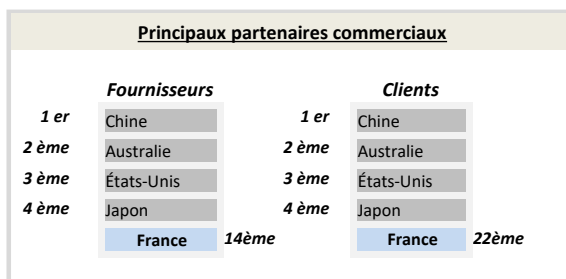 Principaux partenaires commerciaux
Fournisseurs Clients
1 er Chine 1 er Chine
2 ème Australie 2 ème Australie
3 ème États-Unis 3 ème États-Unis
4 ème Japon 4 ème Japon
France 14ème France 22ème